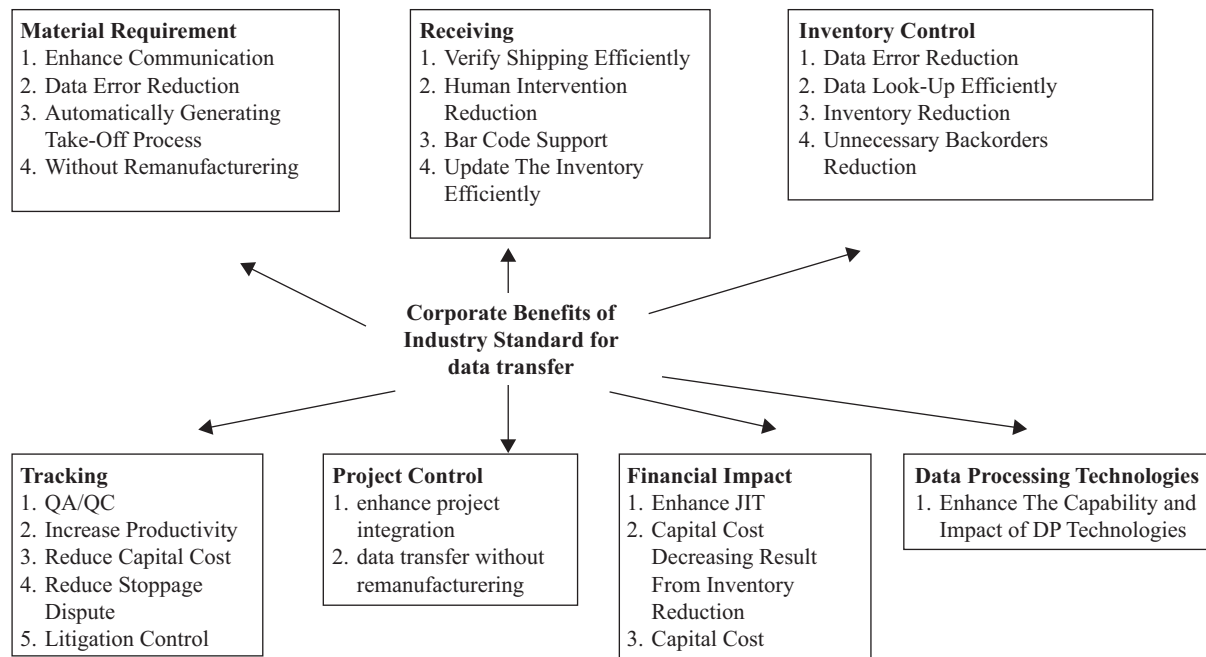 Material Requirement
1. Enhance Communication
2. Data Error Reduction
3. Automatically Generating
Take-Off Process
4. Without Remanufacturering
Receiving
1. Verify Shipping Efficiently
2. Human Intervention
Reduction
3. Bar Code Support
4. Update The Inventory
Efficiently
Inventory Control
1. Data Error Reduction
2. Data Look-Up Efficiently
3. Inventory Reduction
4. Unnecessary Backorders
Reduction
Corporate Benefits of
Industry Standard for
data transfer
Tracking
1. QA/QC
2. Increase Productivity
3. Reduce Capital Cost
4. Reduce Stoppage
Dispute
5. Litigation Control
Project Control
1. enhance project
integration
2. data transfer without
remanufacturering
Financial Impact
1. Enhance JIT
2. Capital Cost
Decreasing Result
From Inventory
Reduction
3. Capital Cost
Data Processing Technologies
1. Enhance The Capability and
Impact of DP Technologies